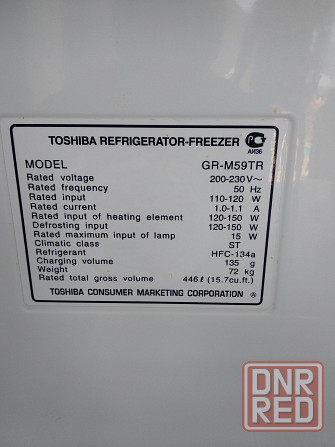 TOSHIBA REFRIGERATOR-FREEZER
АИ36
MODEL GR-M59TR
Rated voltage 200-230V~
Rated frequency 50 Hz
Rated input 110-120 W
Rated current 1.0-1.1 A
Rated input of heating element 120-150 W
Defrosting input 120-150 W
Rated maximum input of lamp 15 W
Climatic class ST
Refrigerant HFC-134a
Charging volume 135 g
Weight 72 kg
Rated total gross volume 446ℓ (15.7cu.ft.)
TOSHIBA CONSUMER MARKETING CORPORATION Ⓐ
DNR
RED